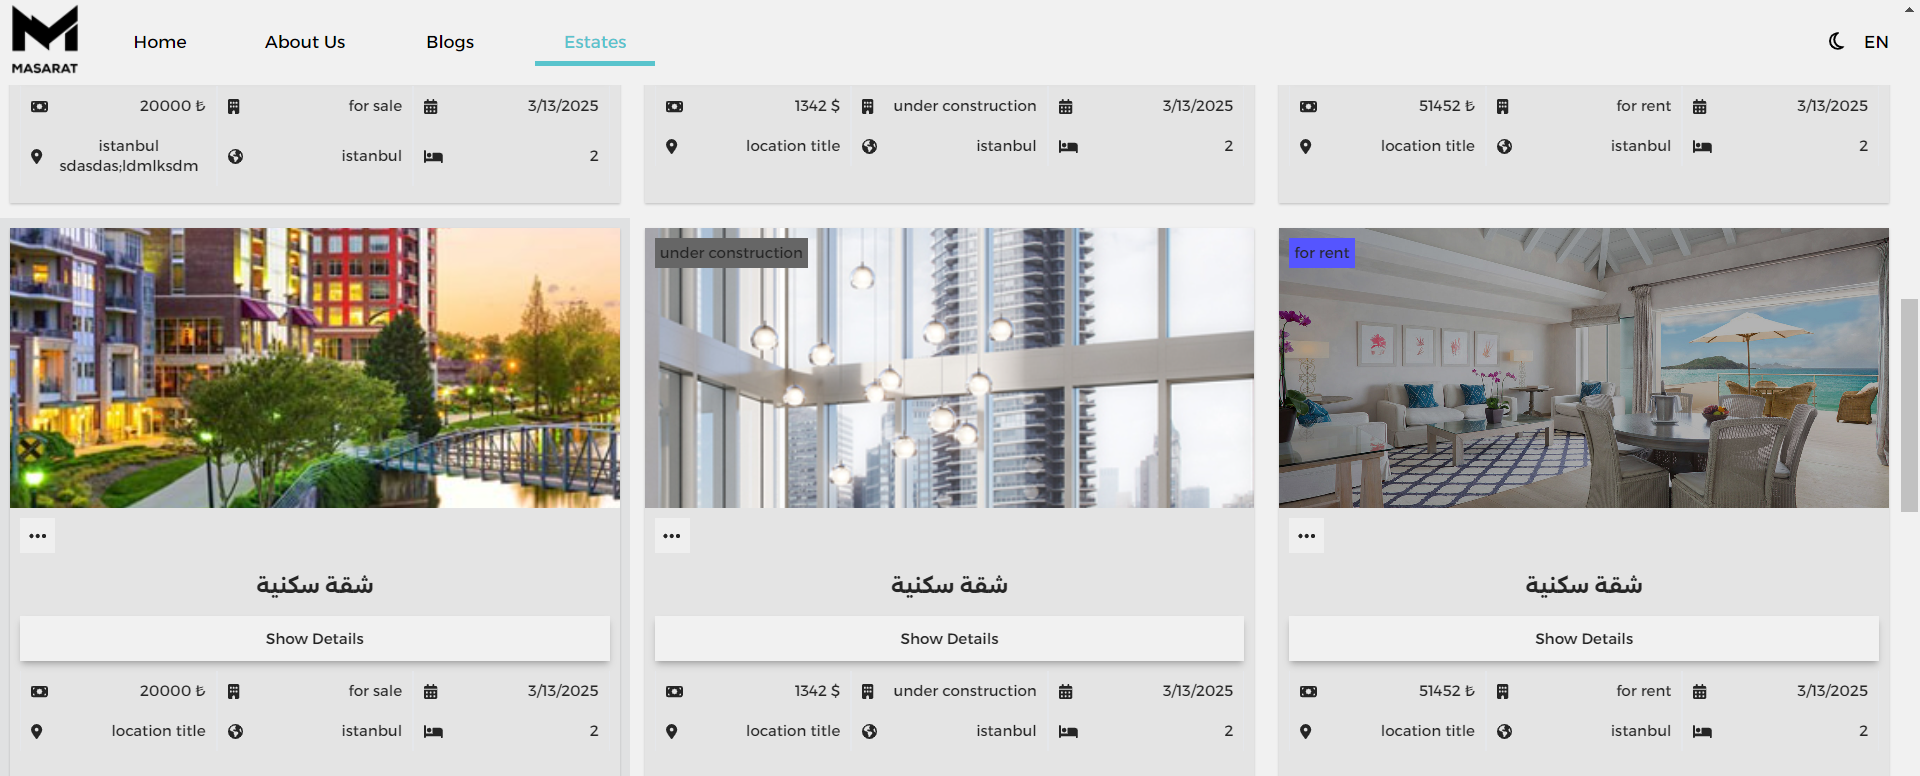 MASARAT
Home
About Us
Blogs
Estates
EN
20000 ₺
for sale
3/13/2025
istanbul
sdasdas;ldmlksdm
istanbul
2
1342 $
under construction
3/13/2025
location title
istanbul
2
51452 ₺
for rent
3/13/2025
location title
istanbul
2
شقة سكنية
Show Details
20000 ₺
for sale
3/13/2025
location title
istanbul
2
under construction
شقة سكنية
Show Details
1342 $
under construction
3/13/2025
location title
istanbul
2
for rent
شقة سكنية
Show Details
51452 ₺
for rent
3/13/2025
location title
istanbul
2